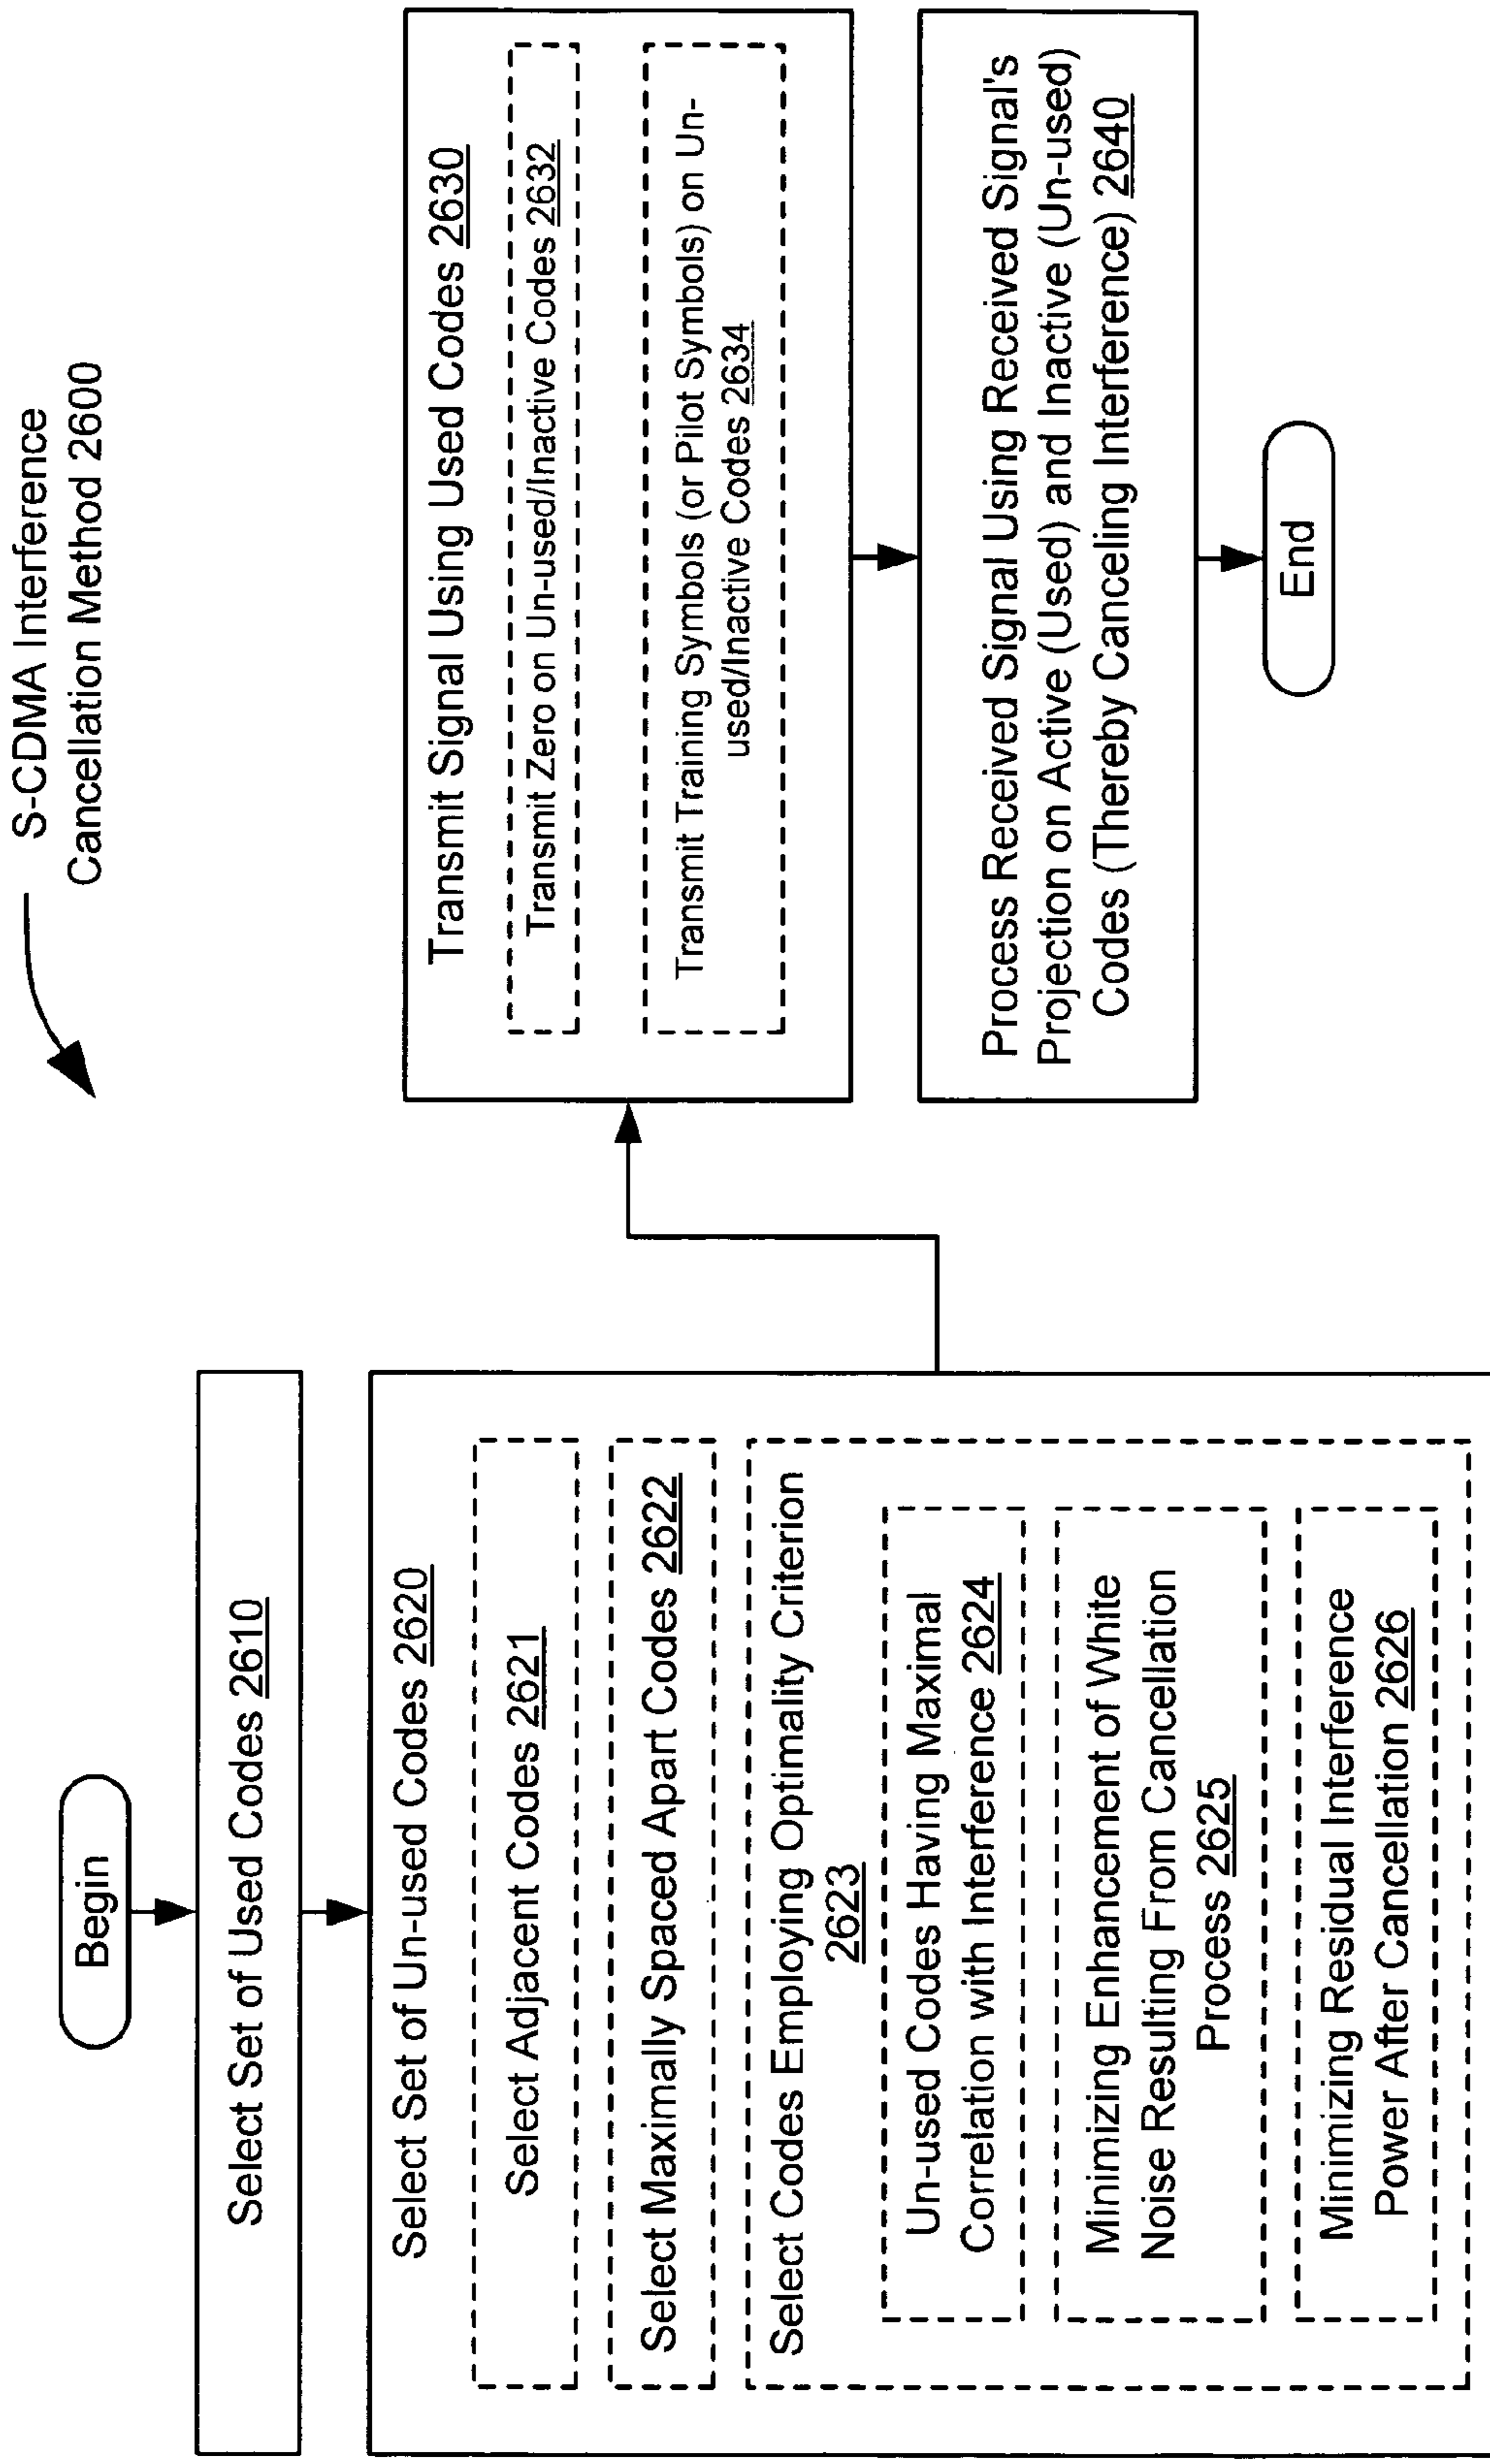 S-CDMA Interference
Cancellation Method 2600
Begin
Select Set of Used Codes 2610
Select Set of Un-used Codes 2620
Select Adjacent Codes 2621
Select Maximally Spaced Apart Codes 2622
Select Codes Employing Optimality Criterion
2623
Un-used Codes Having Maximal
Correlation with Interference 2624
Minimizing Enhancement of White
Noise Resulting From Cancellation
Process 2625
Minimizing Residual Interference
Power After Cancellation 2626
Transmit Signal Using Used Codes 2630
Transmit Zero on Un-used/Inactive Codes 2632
Transmit Training Symbols (or Pilot Symbols) on Un-
used/Inactive Codes 2634
Process Received Signal Using Received Signal's
Projection on Active (Used) and Inactive (Un-used)
Codes (Thereby Canceling Interference) 2640
End